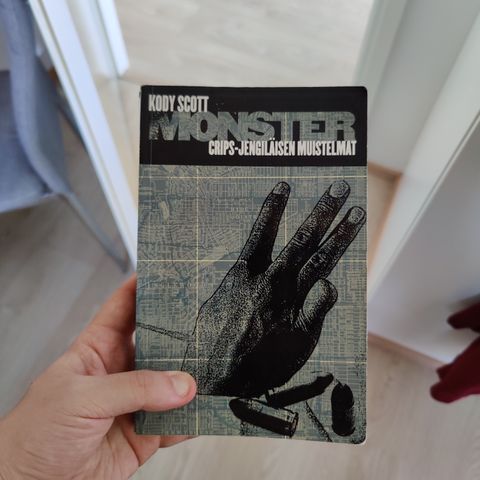 KODY SCOTT
MONSTER
CRIPS-JENGILÄISEN MUISTELMAT